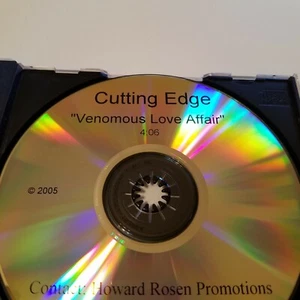 Cutting Edge
"Venomous Love Affair"
4:06
© 2005
Contact: Howard Rosen Promotions